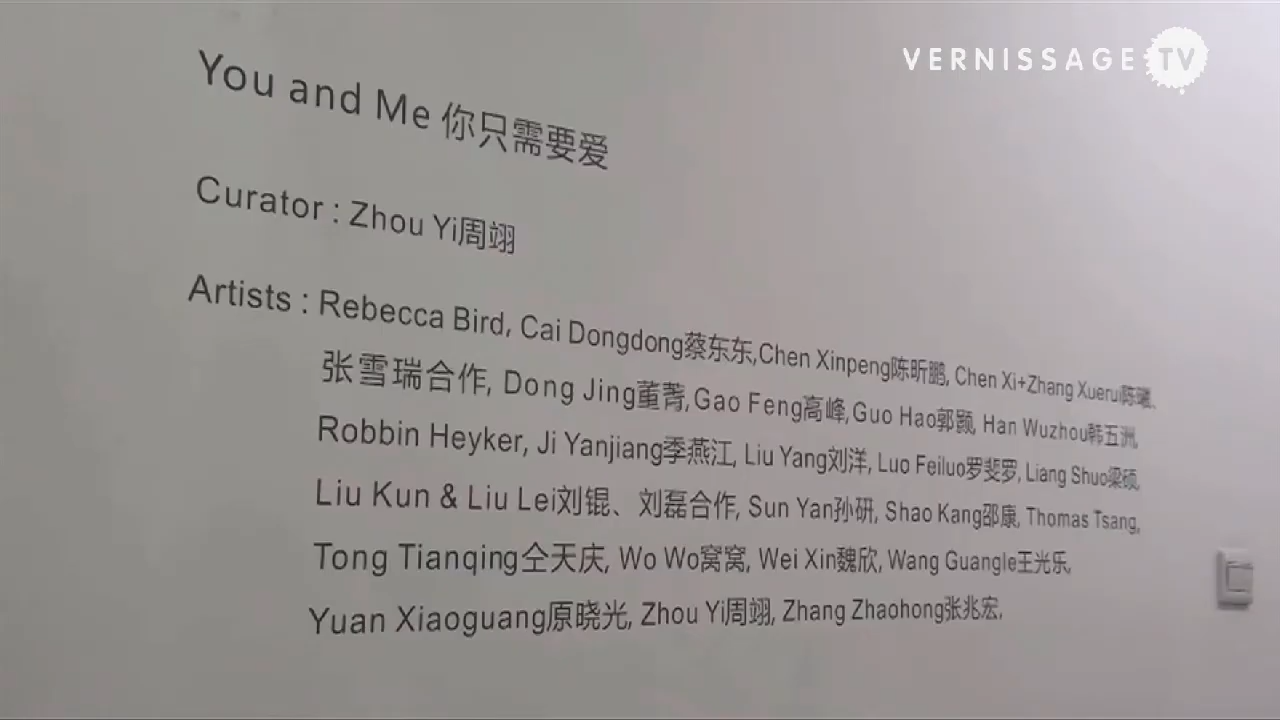 VERNISSAGE TV
You and Me 你只需要爱
Curator : Zhou Yi周翊
Artists : Rebecca Bird, Cai Dongdong蔡东东,Chen Xinpeng陈昕鹏, Chen Xi+Zhang Xuerui陈曦、
张雪瑞合作, Dong Jing董菁,Gao Feng高峰,Guo Hao郭颢, Han Wuzhou韩五洲,
Robbin Heyker, Ji Yanjiang季燕江, Liu Yang刘洋, Luo Feiluo罗斐罗, Liang Shuo梁硕,
Liu Kun & Liu Lei刘锟、刘磊合作, Sun Yan孙研, Shao Kang邵康, Thomas Tsang,
Tong Tianqing仝天庆, Wo Wo窝窝, Wei Xin魏欣, Wang Guangle王光乐,
Yuan Xiaoguang原晓光, Zhou Yi周翊, Zhang Zhaohong张兆宏,